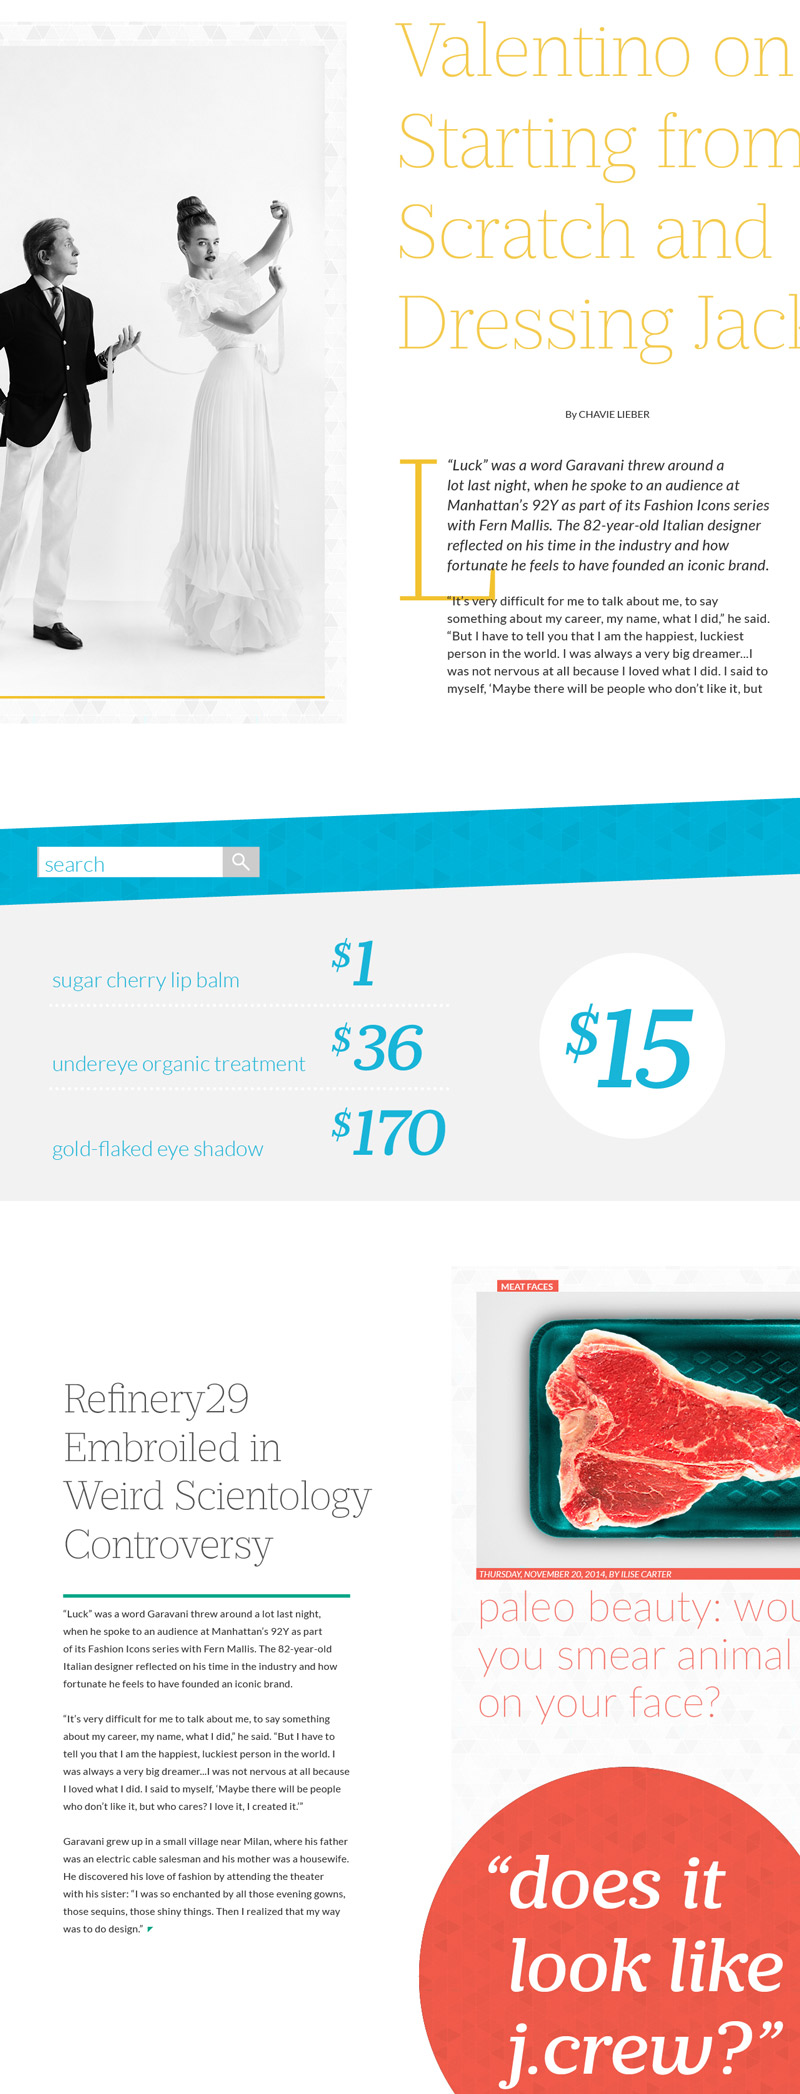 Valentino on
Starting from
Scratch and
Dressing Jack
By CHAVIE LIEBER
L
“Luck” was a word Garavani threw around a
lot last night, when he spoke to an audience at
Manhattan’s 92Y as part of its Fashion Icons series
with Fern Mallis. The 82-year-old Italian designer
reflected on his time in the industry and how
fortunate he feels to have founded an iconic brand.
“It’s very difficult for me to talk about me, to say
something about my career, my name, what I did,” he said.
“But I have to tell you that I am the happiest, luckiest
person in the world. I was always a very big dreamer...I
was not nervous at all because I loved what I did. I said to
myself, ‘Maybe there will be people who don’t like it, but
search
sugar cherry lip balm $1
undereye organic treatment $36
gold-flaked eye shadow $170
$15
Refinery29
Embroiled in
Weird Scientology
Controversy
“Luck” was a word Garavani threw around a lot last night,
when he spoke to an audience at Manhattan’s 92Y as part
of its Fashion Icons series with Fern Mallis. The 82-year-old
Italian designer reflected on his time in the industry and how
fortunate he feels to have founded an iconic brand.
“It’s very difficult for me to talk about me, to say something
about my career, my name, what I did,” he said. “But I have to
tell you that I am the happiest, luckiest person in the world. I
was always a very big dreamer...I was not nervous at all because
I loved what I did. I said to myself, ‘Maybe there will be people
who don’t like it, but who cares? I love it, I created it.’”
Garavani grew up in a small village near Milan, where his father
was an electric cable salesman and his mother was a housewife.
He discovered his love of fashion by attending the theater
with his sister: “I was so enchanted by all those evening gowns,
those sequins, those shiny things. Then I realized that my way
was to do design.”
MEAT FACES
THURSDAY, NOVEMBER 20, 2014, BY ILISE CARTER
paleo beauty: wou
you smear animal
on your face?
“does it
look like
j.crew?”